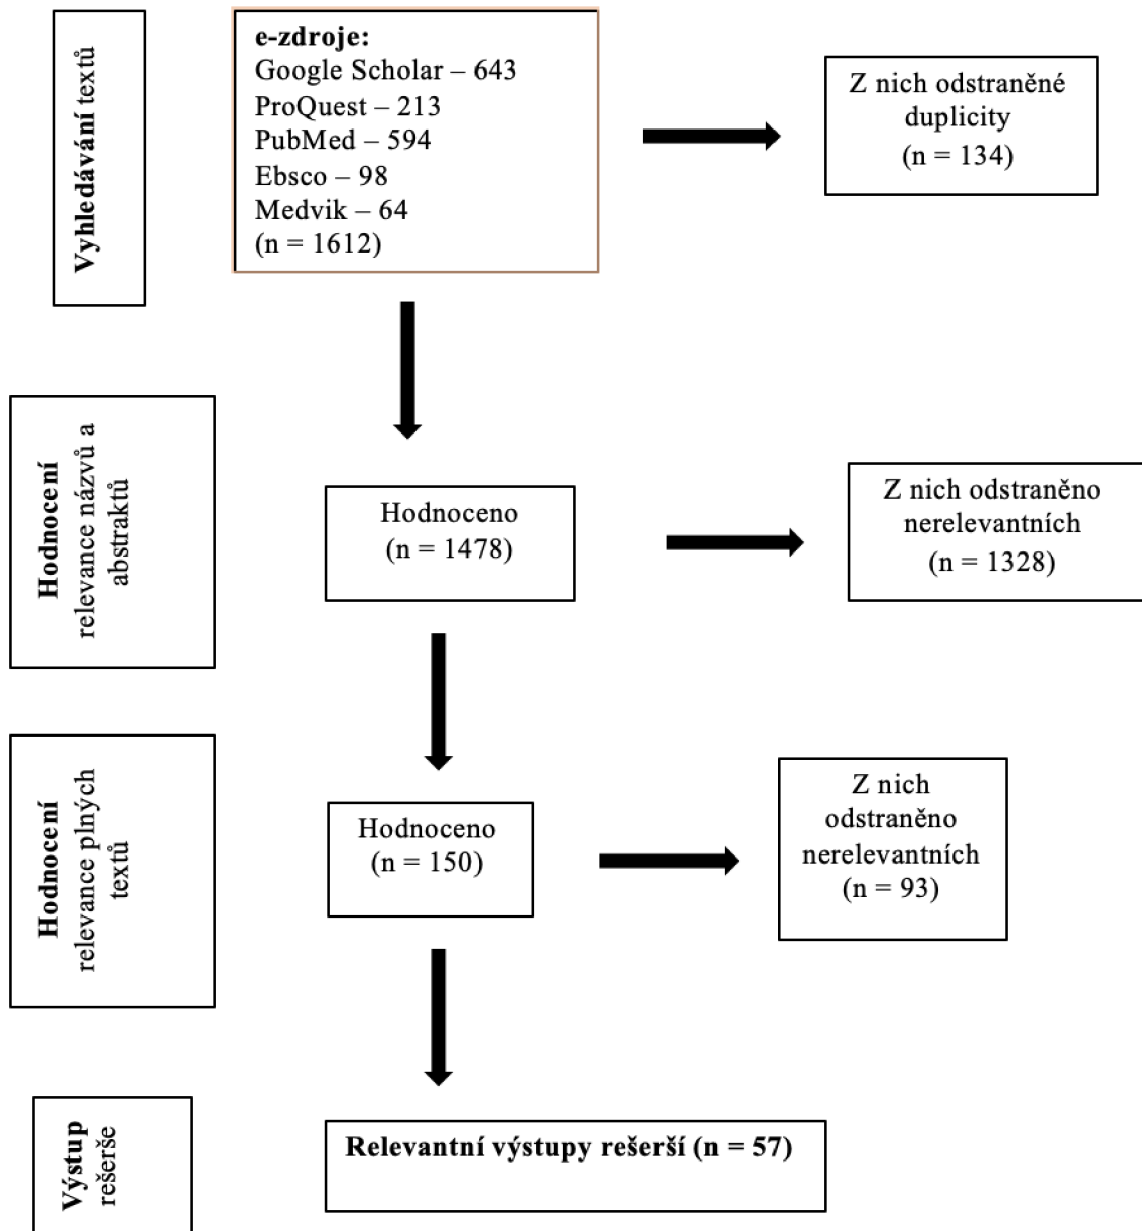 Vyhledávání textů
e-zdroje:
Google Scholar – 643
ProQuest – 213
PubMed – 594
Ebsco – 98
Medvik – 64
(n = 1612)
Z nich odstraněné
duplicity
(n = 134)
Hodnocení
relevance názvů a
abstraktů
Hodnoceno
(n = 1478)
Z nich odstraněno
nerelevantních
(n = 1328)
Hodnocení
relevance plných
textů
Hodnoceno
(n = 150)
Z nich
odstraněno
nerelevantních
(n = 93)
Výstup
rešerše
Relevantní výstupy rešerší (n = 57)